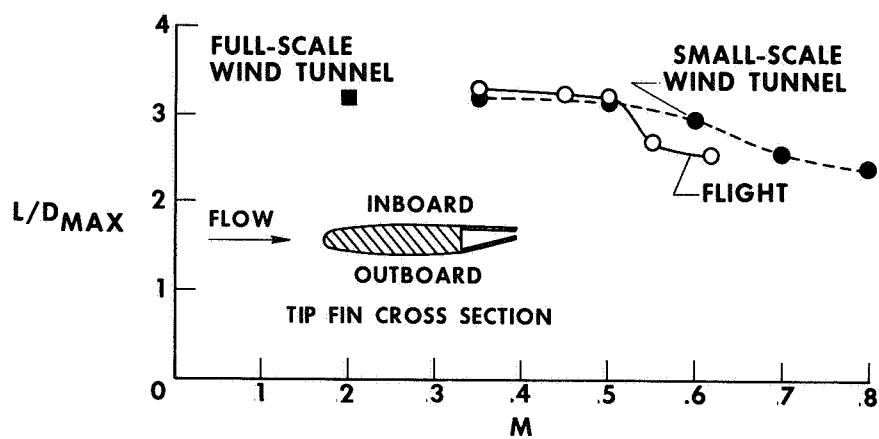 4
FULL-SCALE
WIND TUNNEL
SMALL-SCALE
WIND TUNNEL
3
FLIGHT
L/DMAX
2
INBOARD
FLOW
OUTBOARD
1
TIP FIN CROSS SECTION
0 .1 .2 .3 .4 .5 .6 .7 .8
M